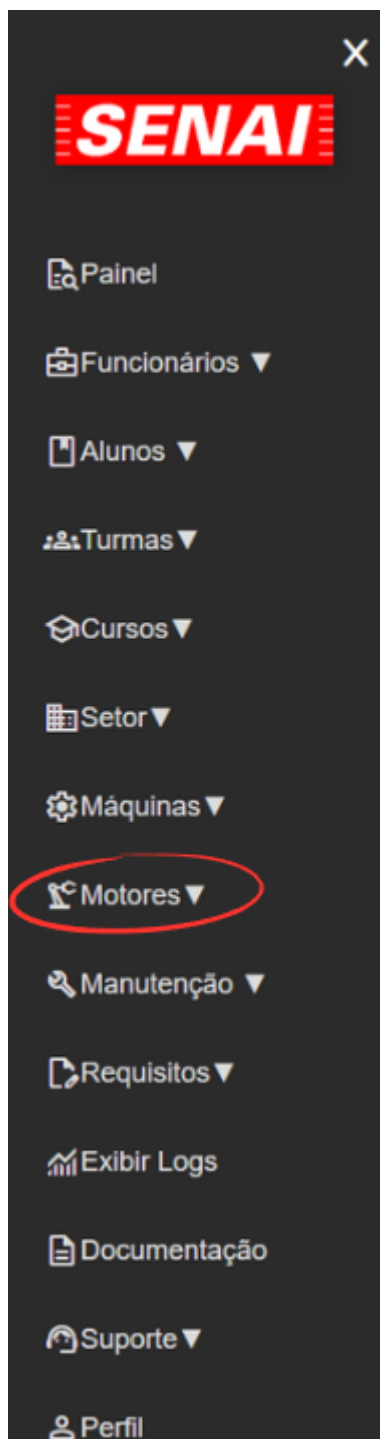 X
SENAI
Painel
Funcionários ▼
Alunos ▼
Turmas ▼
Cursos ▼
Setor ▼
Máquinas ▼
Motores ▼
Manutenção ▼
Requisitos ▼
Exibir Logs
Documentação
Suporte ▼
Perfil